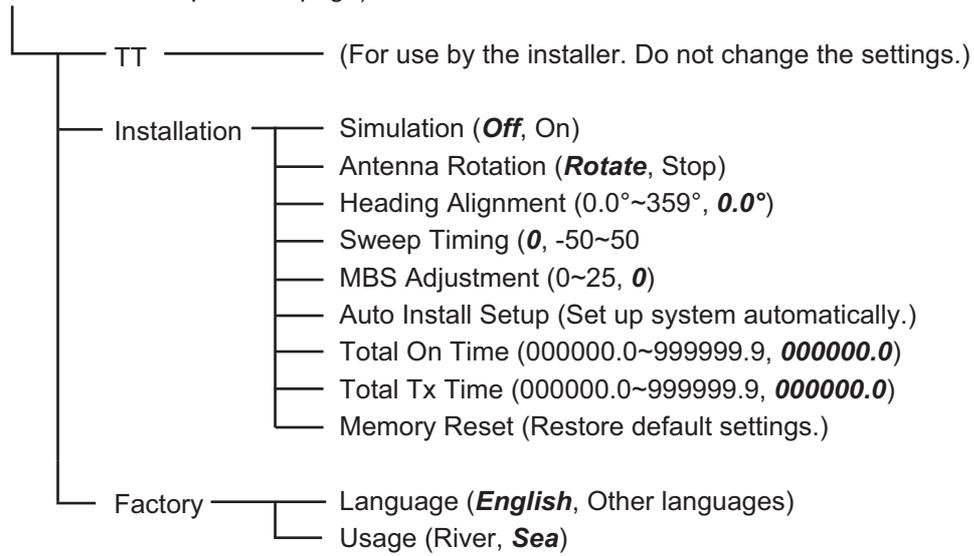 TT (For use by the installer. Do not change the settings.)
Installation Simulation (Off, On)
Antenna Rotation (Rotate, Stop)
Heading Alignment (0.0°~359°, 0.0°)
Sweep Timing (0, -50~50
MBS Adjustment (0~25, 0)
Auto Install Setup (Set up system automatically.)
Total On Time (000000.0~999999.9, 000000.0)
Total Tx Time (000000.0~999999.9, 000000.0)
Memory Reset (Restore default settings.)
Factory Language (English, Other languages)
Usage (River, Sea)